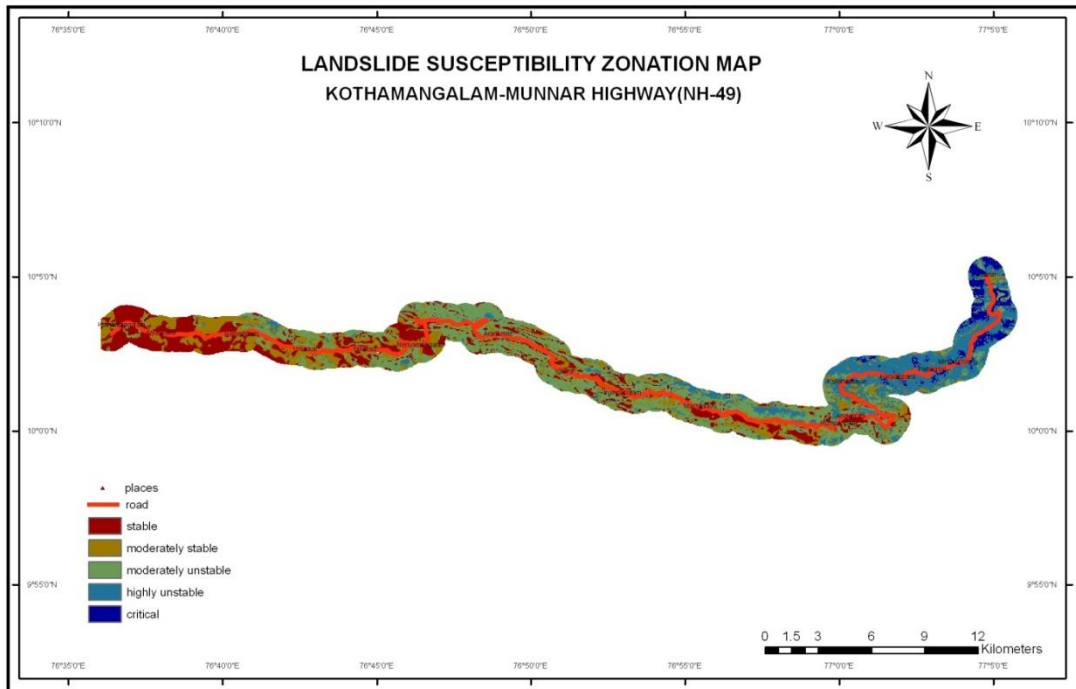 76°35'0"E 76°40'0"E 76°45'0"E 76°50'0"E 76°55'0"E 77°0'0"E 77°5'0"E
LANDSLIDE SUSCEPTIBILITY ZONATION MAP
KOTHAMANGALAM-MUNNAR HIGHWAY(NH-49)
N
W E
S
10°10'0"N 10°10'0"N
10°5'0"N 10°5'0"N
10°0'0"N 10°0'0"N
places
road
stable
moderately stable
moderately unstable
highly unstable
critical
9°55'0"N 9°55'0"N
0 1.5 3 6 9 12
Kilometers
76°35'0"E 76°40'0"E 76°45'0"E 76°50'0"E 76°55'0"E 77°0'0"E 77°5'0"E